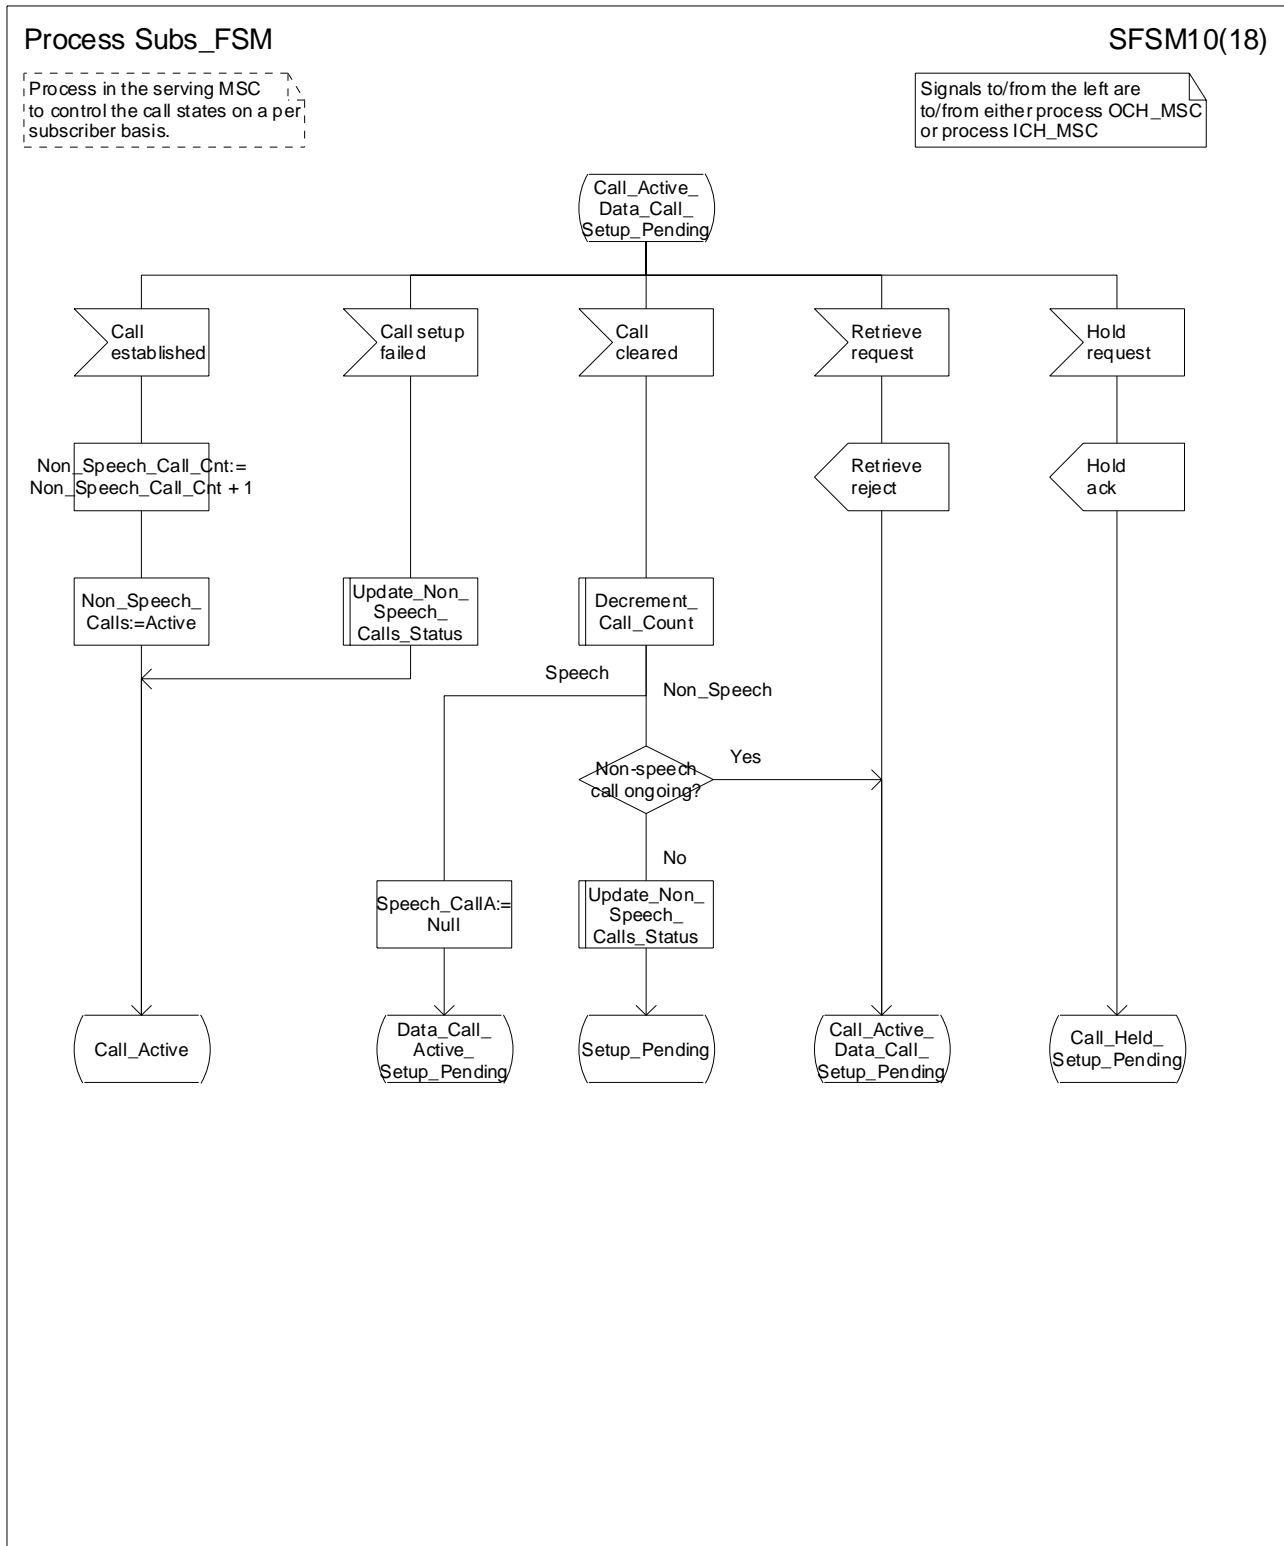 Process Subs_FSM
SFSM10(18)
Process in the serving MSC
to control the call states on a per
subscriber basis.
Signals to/from the left are
to/from either process OCH_MSC
or process ICH_MSC
Call_Active_
Data_Call_
Setup_Pending
Call
established
Call setup
failed
Call
cleared
Retrieve
request
Hold
request
Non_Speech_Call_Cnt:=
Non_Speech_Call_Cnt + 1
Retrieve
reject
Hold
ack
Non_Speech_
Calls:=Active
Update_Non_
Speech_
Calls_Status
Decrement_
Call_Count
Speech
Non_Speech
Non-speech
call ongoing?
Yes
No
Speech_CallA:=
Null
Update_Non_
Speech_
Calls_Status
Call_Active
Data_Call_
Active_
Setup_Pending
Setup_Pending
Call_Active_
Data_Call_
Setup_Pending
Call_Held_
Setup_Pending